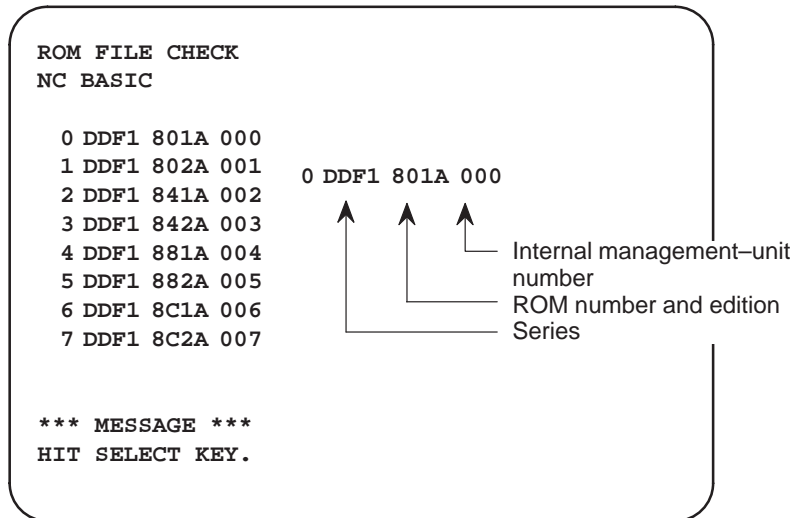 ROM FILE CHECK
NC BASIC
0 DDF1 801A 000
1 DDF1 802A 001
2 DDF1 841A 002
3 DDF1 842A 003
4 DDF1 881A 004
5 DDF1 882A 005
6 DDF1 8C1A 006
7 DDF1 8C2A 007
0 DDF1 801A 000
Internal management–unit
number
ROM number and edition
Series
*** MESSAGE ***
HIT SELECT KEY.